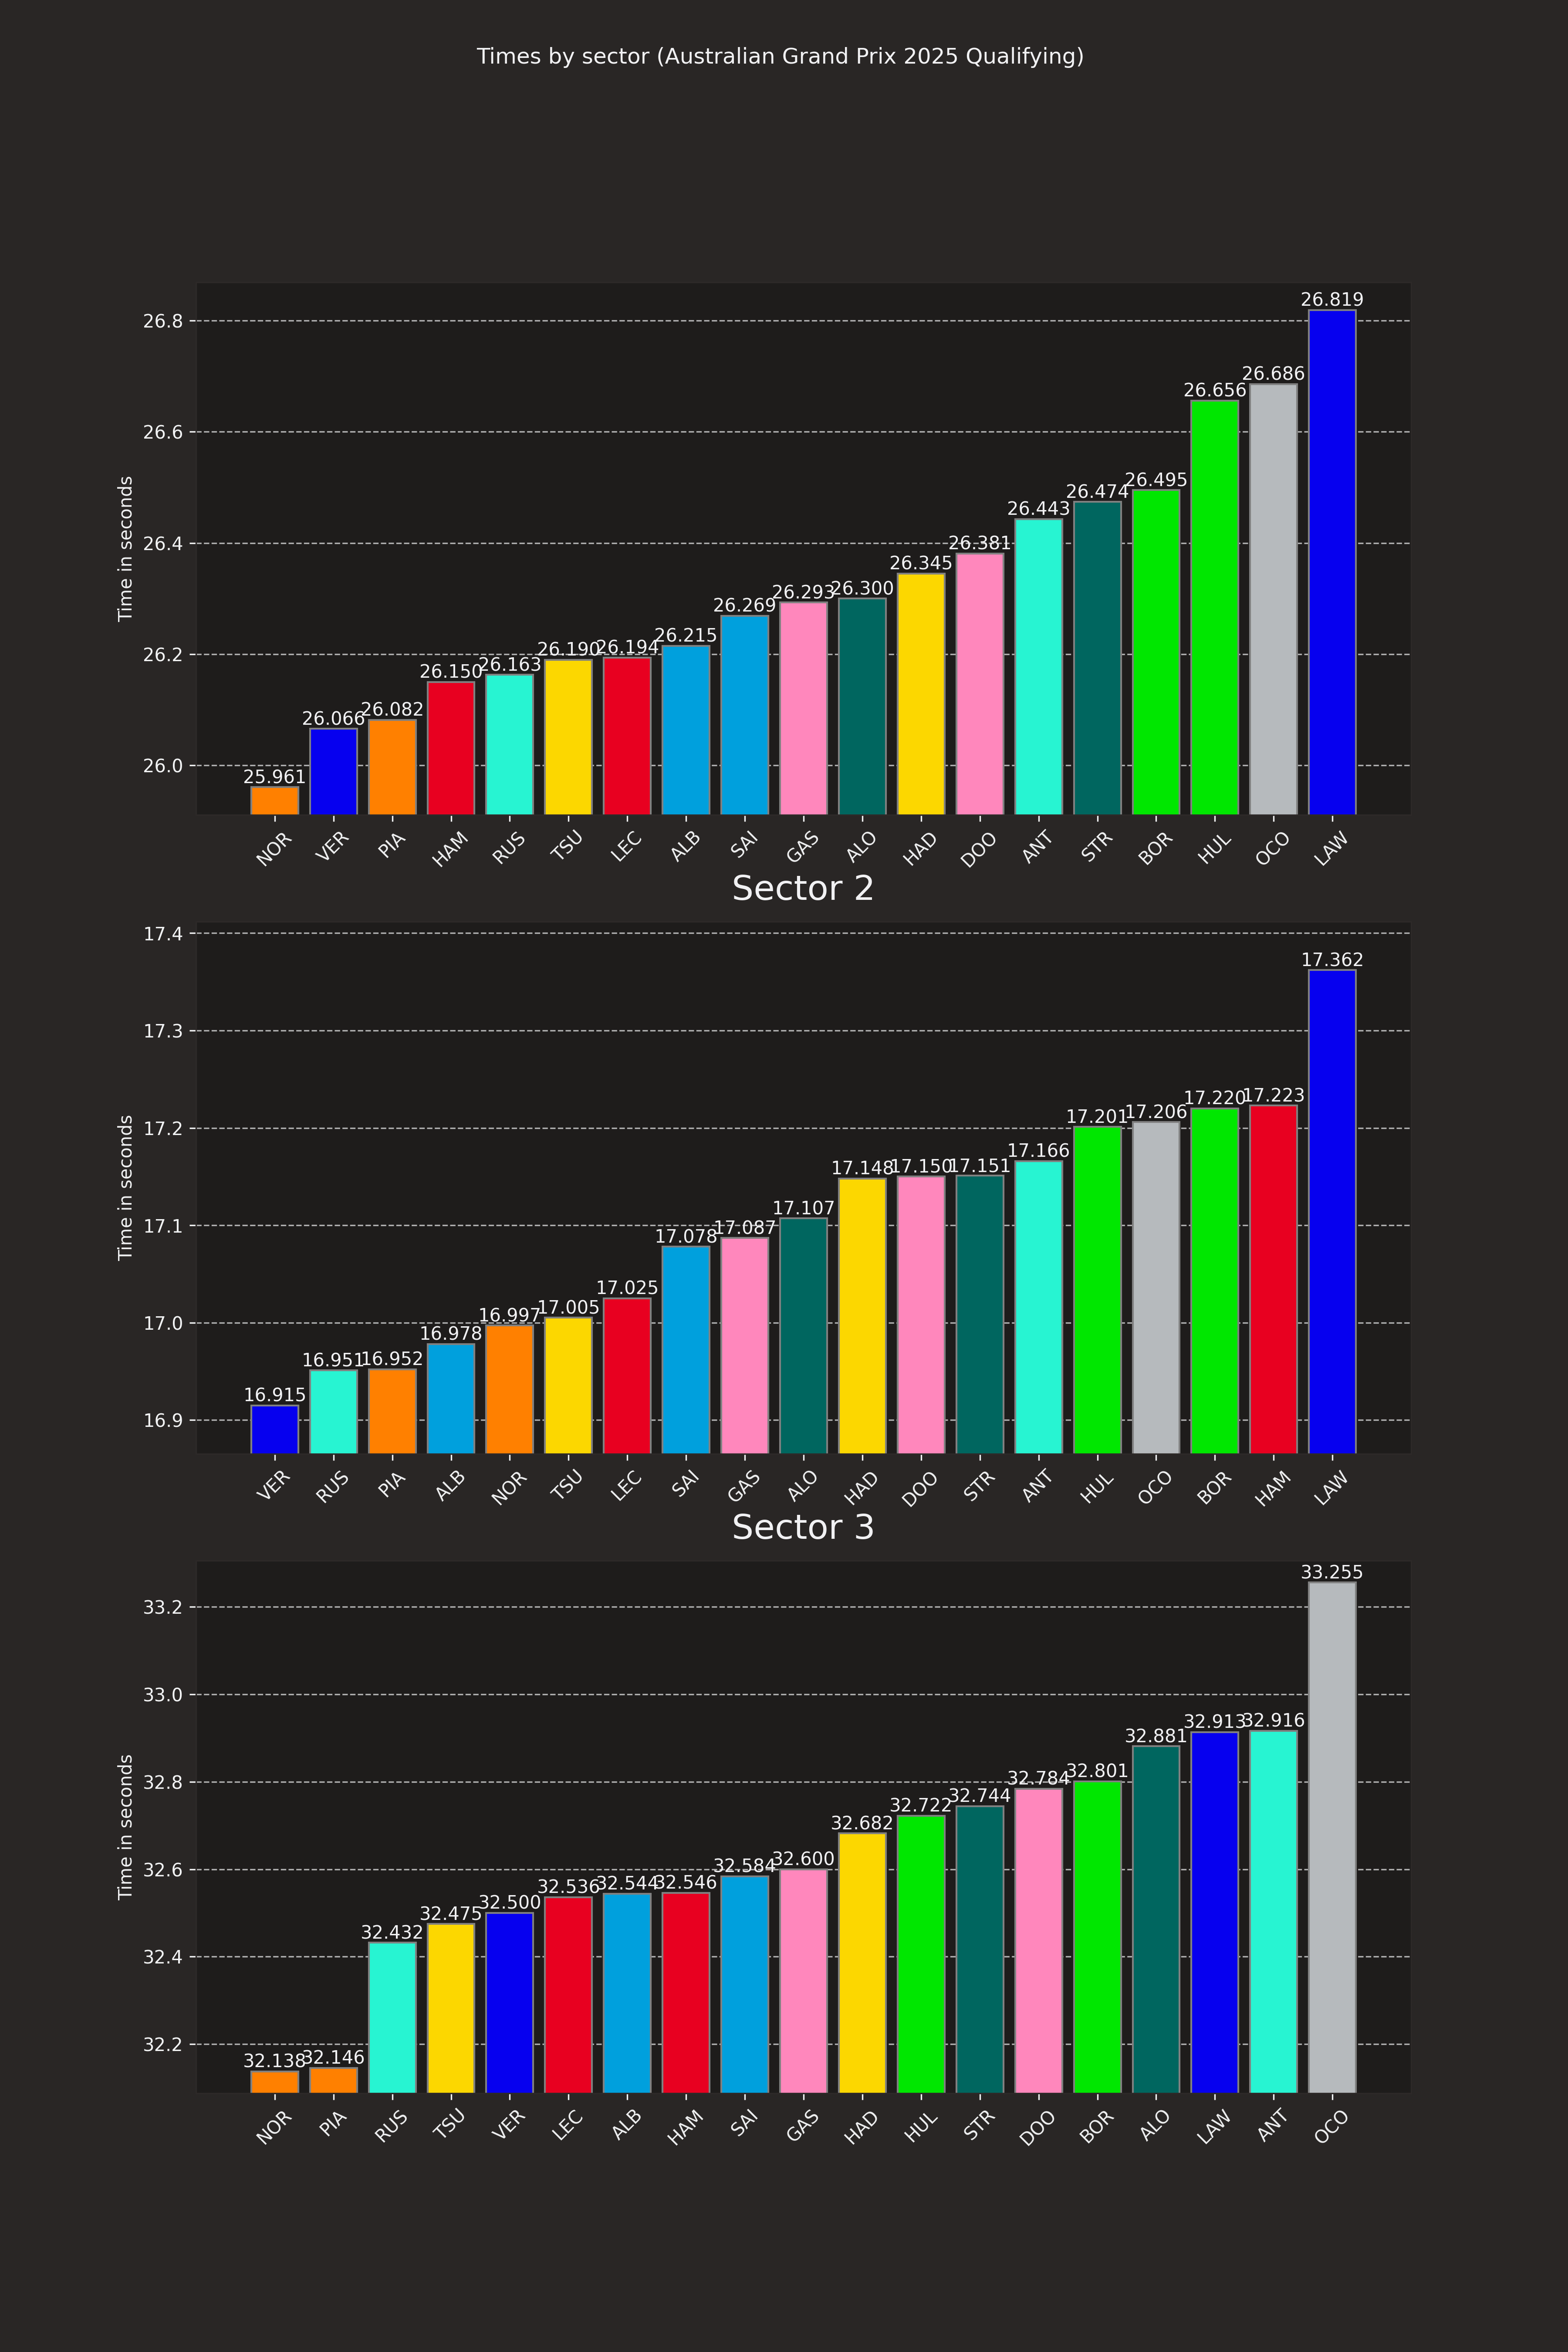 Times by sector (Australian Grand Prix 2025 Qualifying)
26.8
26.6
26.4
26.2
26.0
Time in seconds
25.961
26.066
26.082
26.150
26.163
26.190
26.194
26.215
26.269
26.293
26.300
26.345
26.381
26.443
26.474
26.495
26.656
26.686
26.819
NOR
VER
PIA
HAM
RUS
TSU
LEC
ALB
SAI
GAS
ALO
HAD
DOO
ANT
STR
BOR
HUL
OCO
LAW
Sector 2
17.4
17.3
17.2
17.1
17.0
16.9
Time in seconds
16.915
16.951
16.952
16.978
16.997
17.005
17.025
17.078
17.087
17.107
17.148
17.150
17.151
17.166
17.201
17.206
17.220
17.223
17.362
VER
RUS
PIA
ALB
NOR
TSU
LEC
SAI
GAS
ALO
HAD
DOO
STR
ANT
HUL
OCO
BOR
HAM
LAW
Sector 3
33.2
33.0
32.8
32.6
32.4
32.2
Time in seconds
32.138
32.146
32.432
32.475
32.500
32.536
32.544
32.546
32.584
32.600
32.682
32.722
32.744
32.784
32.801
32.881
32.913
32.916
33.255
NOR
PIA
RUS
TSU
VER
LEC
ALB
HAM
SAI
GAS
HAD
HUL
STR
DOO
BOR
ALO
LAW
ANT
OCO